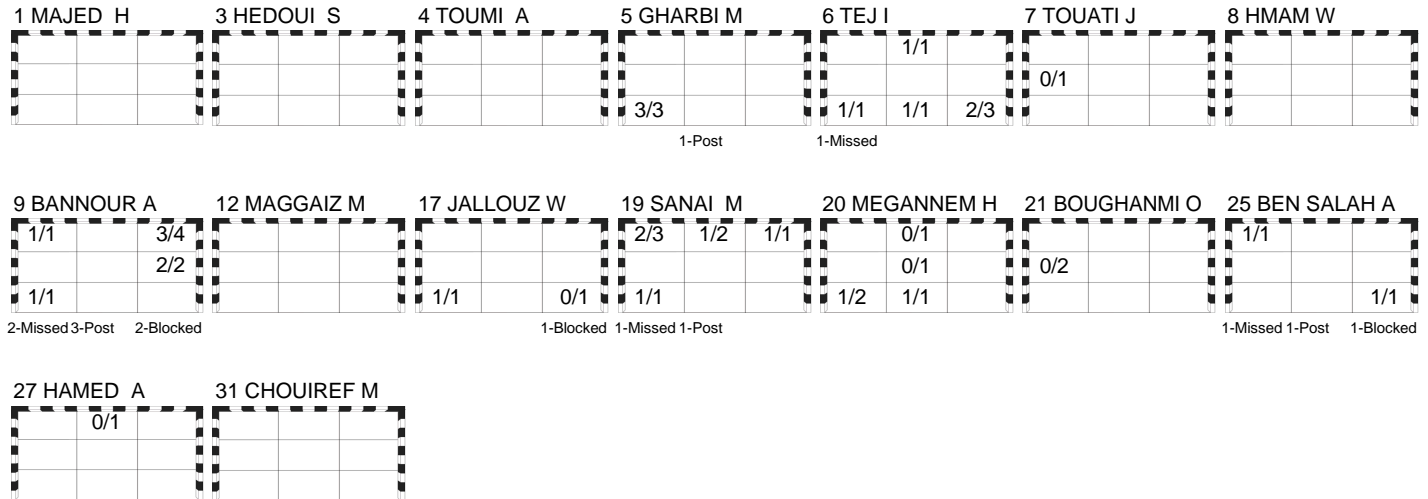 1 MAJED H 3 HEDOUI S 4 TOUMI A 5 GHARBI M 6 TEJ I 7 TOUATI J 8 HMAM W
1/1
0/1
3/3 1/1 1/1 2/3
1-Post 1-Missed
9 BANNOUR A 12 MAGGAIZ M 17 JALLOUZ W 19 SANAI M 20 MEGANNEM H 21 BOUGHANMI O 25 BEN SALAH A
1/1 3/4 2/3 1/2 1/1 0/1 1/1
2/2 0/1 0/2
1/1 1/1 0/1 1/1 1/2 1/1 1/1
2-Missed 3-Post 2-Blocked 1-Blocked 1-Missed 1-Post 1-Missed 1-Post 1-Blocked
27 HAMED A 31 CHOUIREF M
0/1